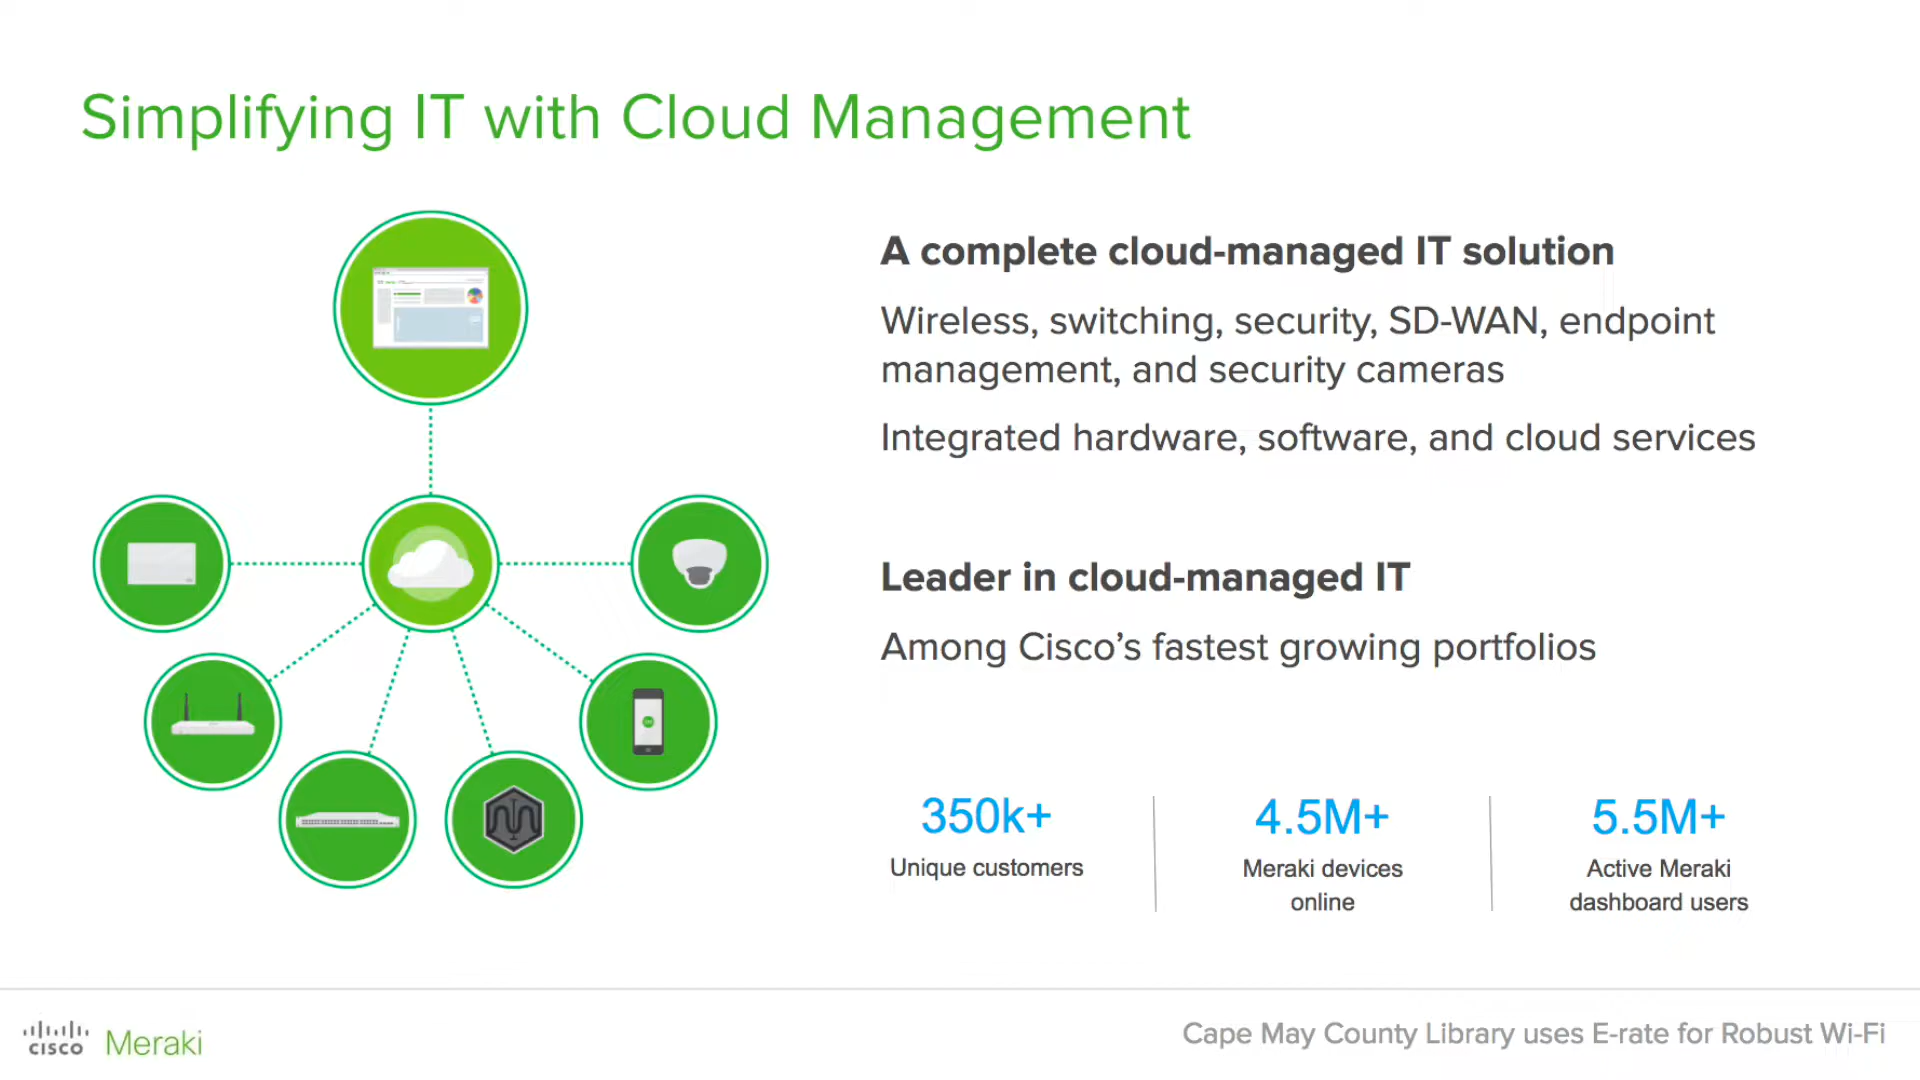 Simplifying IT with Cloud Management
A complete cloud-managed IT solution
Wireless, switching, security, SD-WAN, endpoint
management, and security cameras
Integrated hardware, software, and cloud services
Leader in cloud-managed IT
Among Cisco’s fastest growing portfolios
350k+
Unique customers
4.5M+
Meraki devices
online
5.5M+
Active Meraki
dashboard users
cisco Meraki
Cape May County Library uses E-rate for Robust Wi-Fi